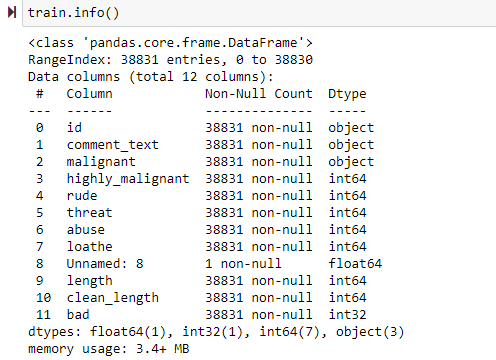 train.info()
<class 'pandas.core.frame.DataFrame'>
RangeIndex: 38831 entries, 0 to 38830
Data columns (total 12 columns):
 #   Column            Non-Null Count  Dtype
---  ------            --------------  -----
 0   id                38831 non-null  object
 1   comment_text      38831 non-null  object
 2   malignant         38831 non-null  object
 3   highly_malignant  38831 non-null  int64
 4   rude              38831 non-null  int64
 5   threat            38831 non-null  int64
 6   abuse             38831 non-null  int64
 7   loathe            38831 non-null  int64
 8   Unnamed: 8        1 non-null      float64
 9   length            38831 non-null  int64
 10  clean_length      38831 non-null  int64
 11  bad               38831 non-null  int32
dtypes: float64(1), int32(1), int64(7), object(3)
memory usage: 3.4+ MB